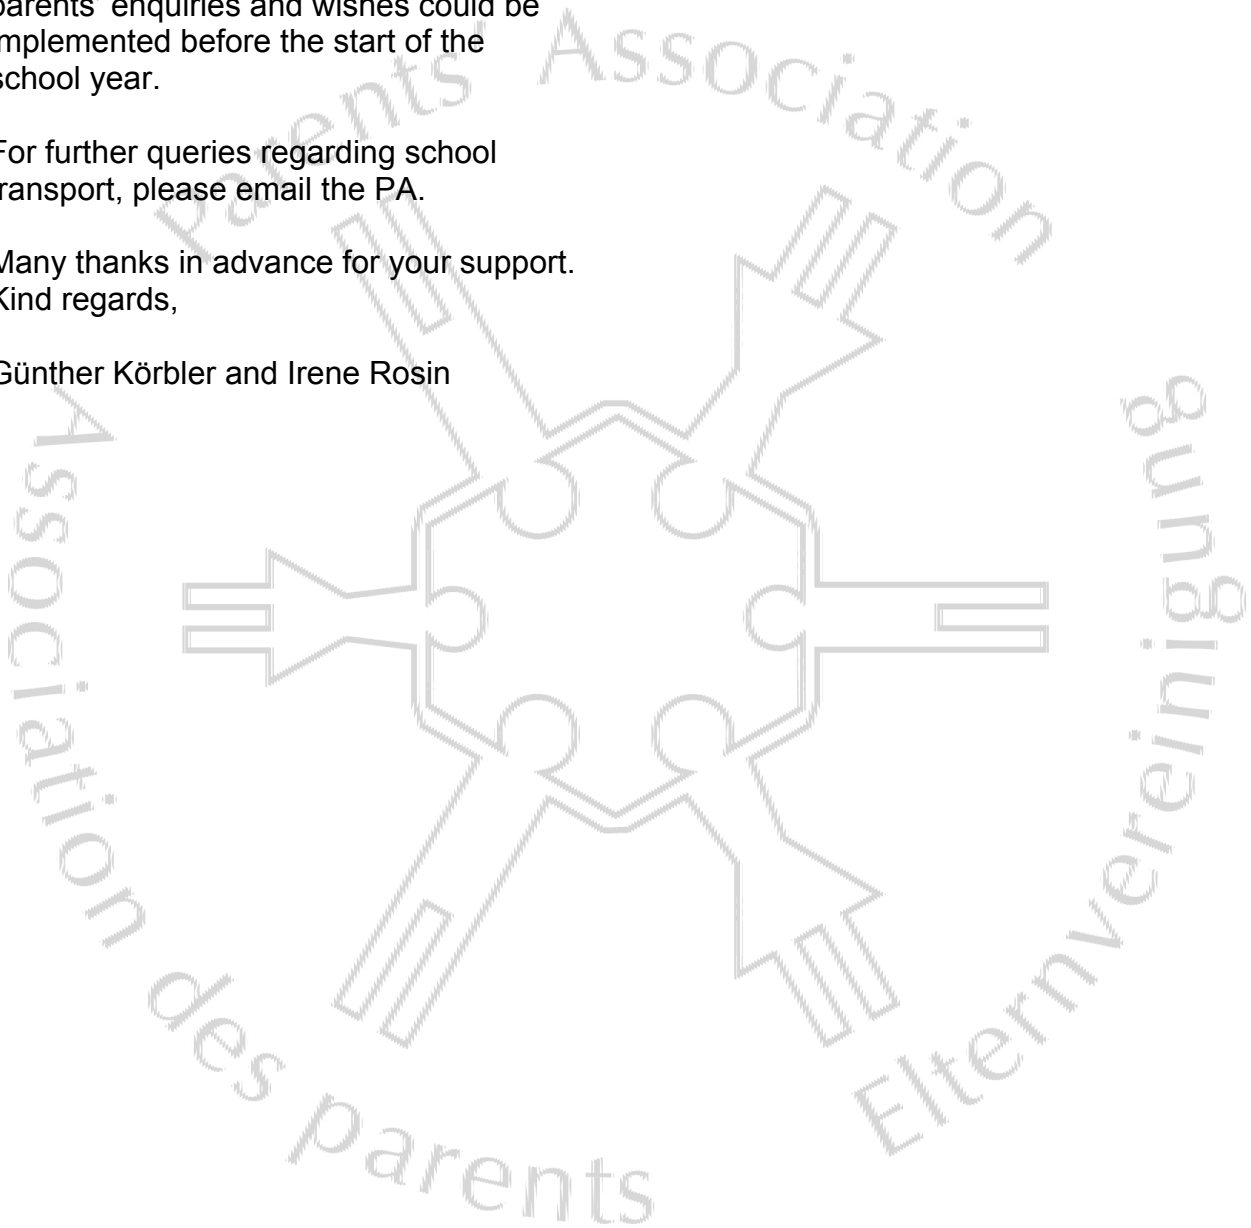 parents' enquiries and wishes could be
implemented before the start of the
school year.
For further queries regarding school
transport, please email the PA.
Many thanks in advance for your support.
Kind regards,
Günther Körbler and Irene Rosin
Parents' Association
Association des parents
Elternvereinigung